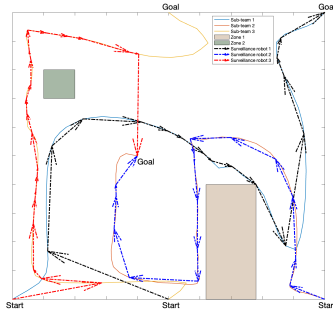 Goal
Goal
Sub-team 1
Sub-team 2
Sub-team 3
Zone 1
Zone 2
Surveillance robot 1
Surveillance robot 2
Surveillance robot 3
Goal
Start
Start
Start